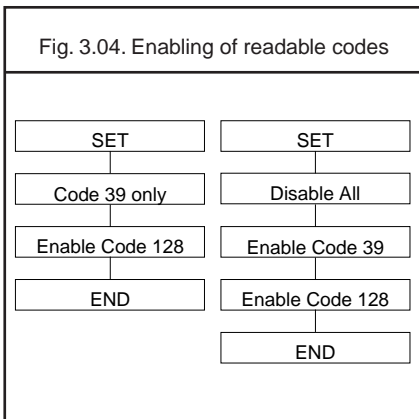 Fig. 3.04. Enabling of readable codes
SET
Code 39 only
Enable Code 128
END
SET
Disable All
Enable Code 39
Enable Code 128
END